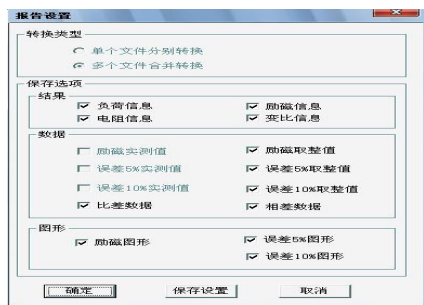 报告设置
转换类型
单个文件分别转换
多个文件合并转换
保存选项
结果
负荷信息 励磁信息
电阻信息 变比信息
数据
励磁实测值 励磁取整值
误差5%实测值 误差5%取整值
误差10%实测值 误差10%取整值
比差数据 相差数据
图形
励磁图形 误差5%图形
误差10%图形
确定 保存设置 取消